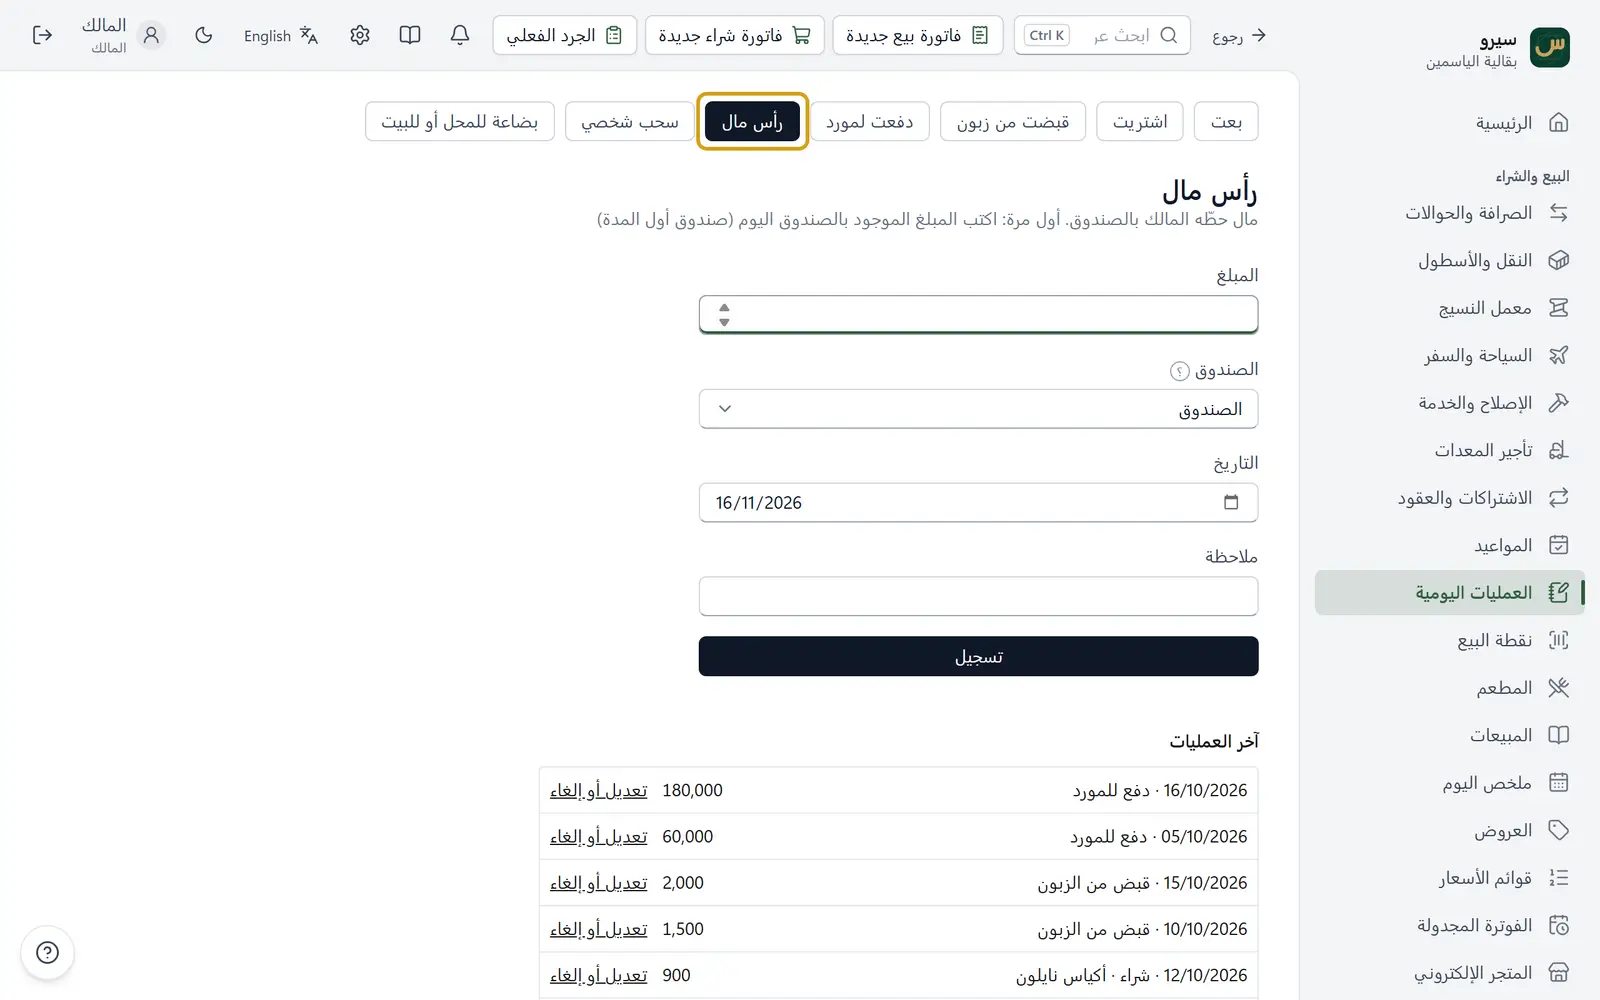 سيرو
بقالية الياسمين
رجوع
ابحث عر
Ctrl K
فاتورة بيع جديدة
فاتورة شراء جديدة
الجرد الفعلي
English
المالك
المالك
الرئيسية
البيع والشراء
الصرافة والحوالات
النقل والأسطول
معمل النسيج
السياحة والسفر
الإصلاح والخدمة
تأجير المعدات
الاشتراكات والعقود
المواعيد
العمليات اليومية
نقطة البيع
المطعم
المبيعات
ملخص اليوم
العروض
قوائم الأسعار
الفوترة المجدولة
المتجر الإلكتروني
بعت
اشتريت
قبضت من زبون
دفعت لمورد
رأس مال
سحب شخصي
بضاعة للمحل أو للبيت
رأس مال
مال حطّه المالك بالصندوق. أول مرة: اكتب المبلغ الموجود بالصندوق اليوم (صندوق أول المدة)
المبلغ
الصندوق ؟
الصندوق
التاريخ
16/11/2026
ملاحظة
تسجيل
آخر العمليات
16/10/2026 · دفع للمورد 180,000 تعديل أو إلغاء
05/10/2026 · دفع للمورد 60,000 تعديل أو إلغاء
15/10/2026 · قبض من الزبون 2,000 تعديل أو إلغاء
10/10/2026 · قبض من الزبون 1,500 تعديل أو إلغاء
12/10/2026 · شراء · أكياس نايلون 900 تعديل أو إلغاء